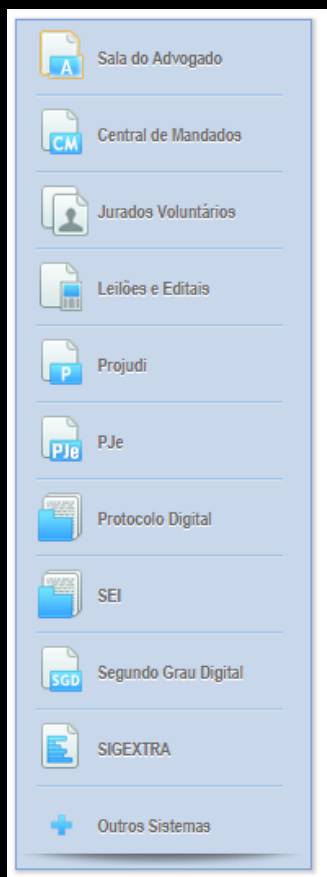 A
Sala do Advogado
CM
Central de Mandados
Jurados Voluntários
Leilões e Editais
P
Projudi
PJe
PJe
Protocolo Digital
SEI
SGD
Segundo Grau Digital
SIGEXTRA
Outros Sistemas